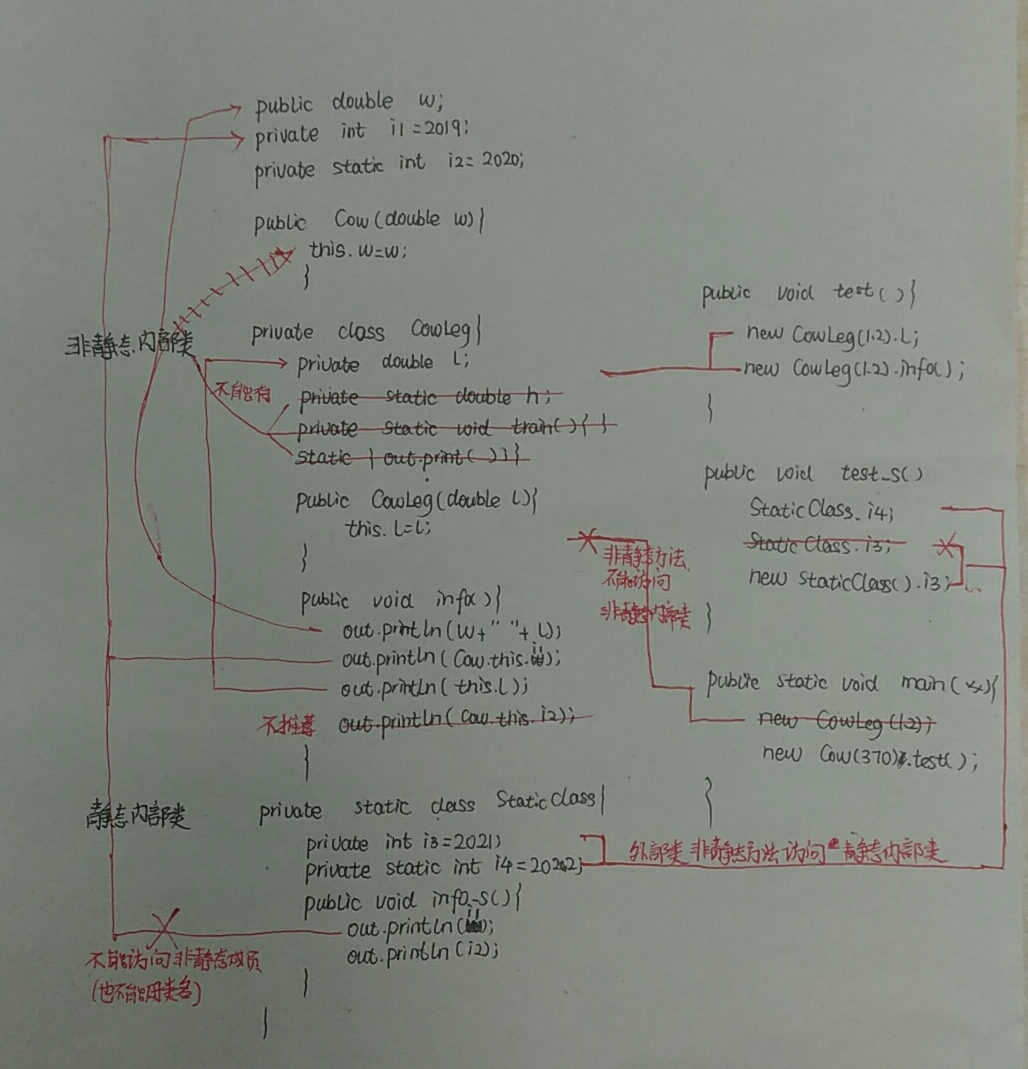 public double w;
private int i1=2019;
private static int i2=2020;
public Cow(double w){
this.w=w;
}
非静态内部类
private class CowLeg{
private double l;
不能有
private static double h;
private static void train(){ }
static { out.print( ); }
public CowLeg(double l){
this.l=l;
}
public void info(){
out.println(w+" "+l);
out.println(Cow.this.i1);
out.println(this.l);
不推荐 out.println(Cow.this.i2);
}
静态内部类
private static class StaticClass{
private int i3=2021;
private static int i4=2022;
public void info_s(){
out.println(i1);
out.println(i2);
不能访问非静态成员
(也不能用类名)
}
}
public void test(){
new CowLeg(1.2).l;
new CowLeg(1.2).info();
}
public void test_s()
StaticClass.i4;
StaticClass.i3;
new StaticClass().i3;
}
非静态方法
不能访问
非静态内部类
public static void main( ){
new CowLeg(1.2);
new Cow(370).test();
}
外部类非静态方法访问静态内部类